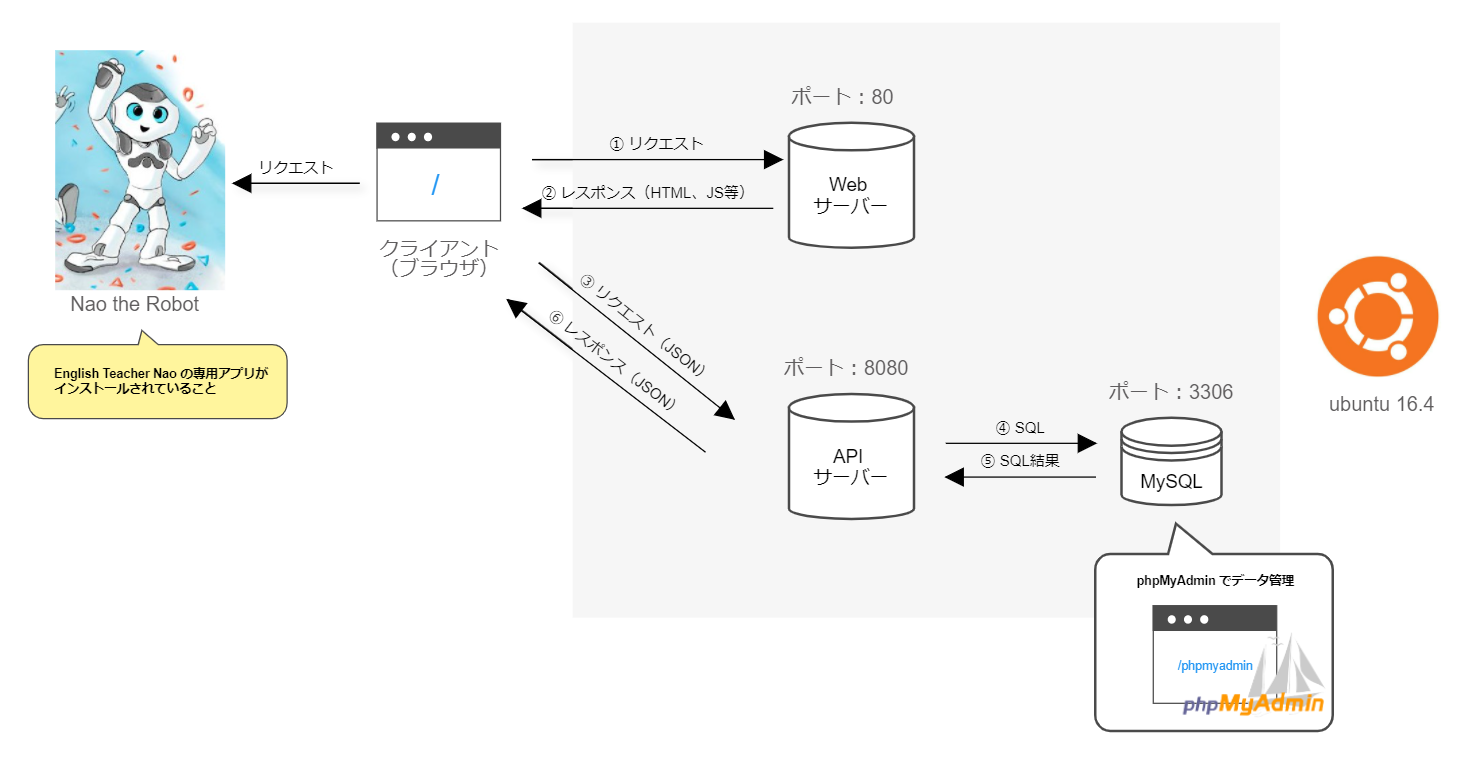 ポート：80
① リクエスト
リクエスト
/
Web
サーバー
② レスポンス（HTML、JS等）
クライアント
（ブラウザ）
Nao the Robot
③ リクエスト（JSON）
⑥ レスポンス（JSON）
English Teacher Nao の専用アプリが
インストールされていること
ポート：8080
API
サーバー
ポート：3306
④ SQL
⑤ SQL結果
MySQL
ubuntu 16.4
phpMyAdmin でデータ管理
/phpmyadmin
phpMyAdmin